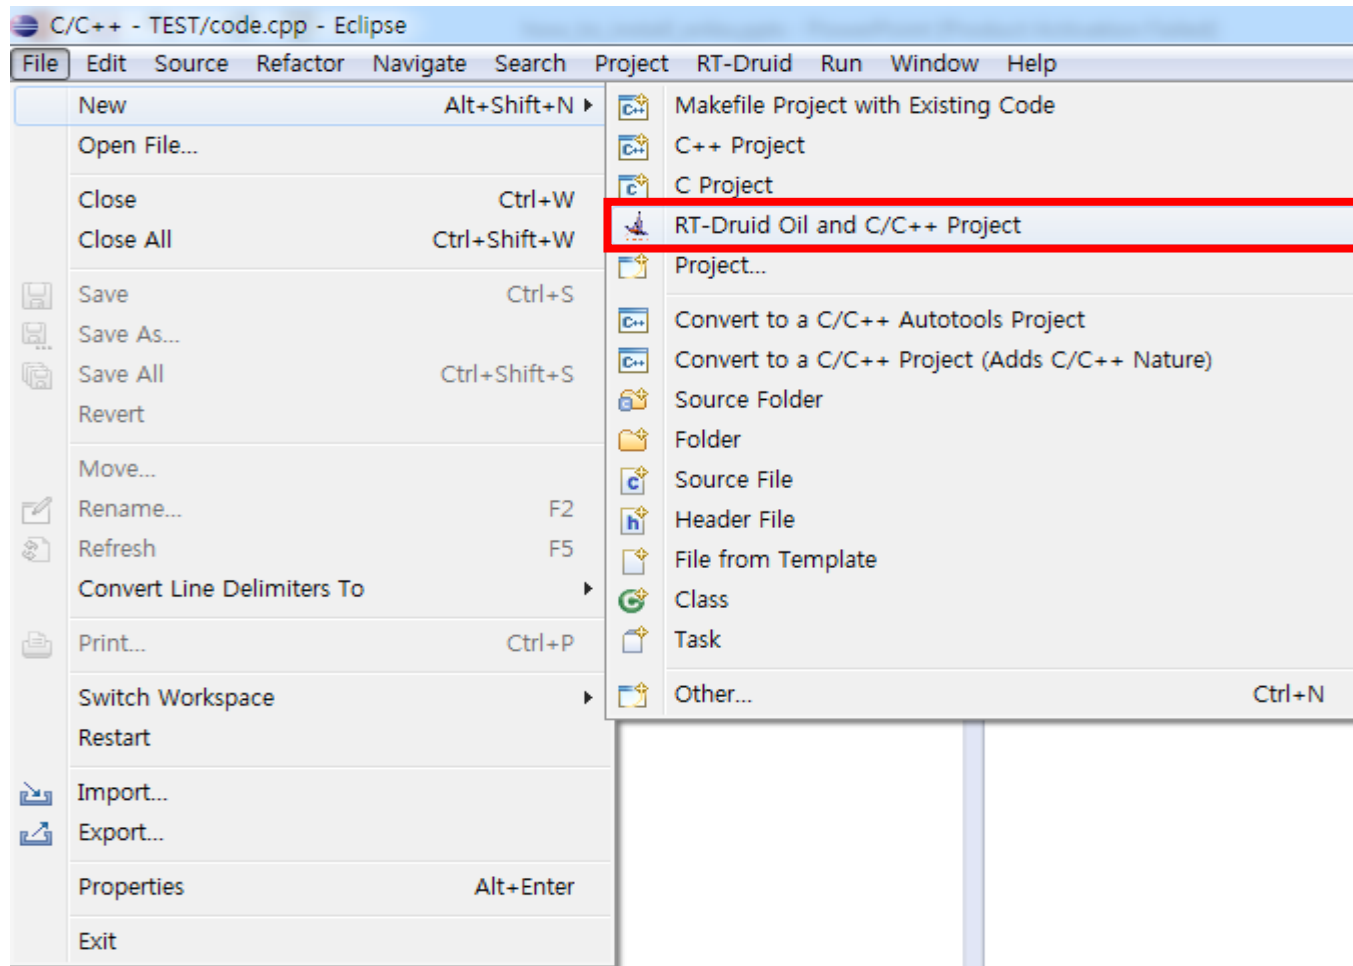 C/C++ - TEST/code.cpp - Eclipse
File Edit Source Refactor Navigate Search Project RT-Druid Run Window Help
New Alt+Shift+N
Open File...
Close Ctrl+W
Close All Ctrl+Shift+W
Save Ctrl+S
Save As...
Save All Ctrl+Shift+S
Revert
Move...
Rename... F2
Refresh F5
Convert Line Delimiters To
Print... Ctrl+P
Switch Workspace
Restart
Import...
Export...
Properties Alt+Enter
Exit
Makefile Project with Existing Code
C++ Project
C Project
RT-Druid Oil and C/C++ Project
Project...
Convert to a C/C++ Autotools Project
Convert to a C/C++ Project (Adds C/C++ Nature)
Source Folder
Folder
Source File
Header File
File from Template
Class
Task
Other... Ctrl+N